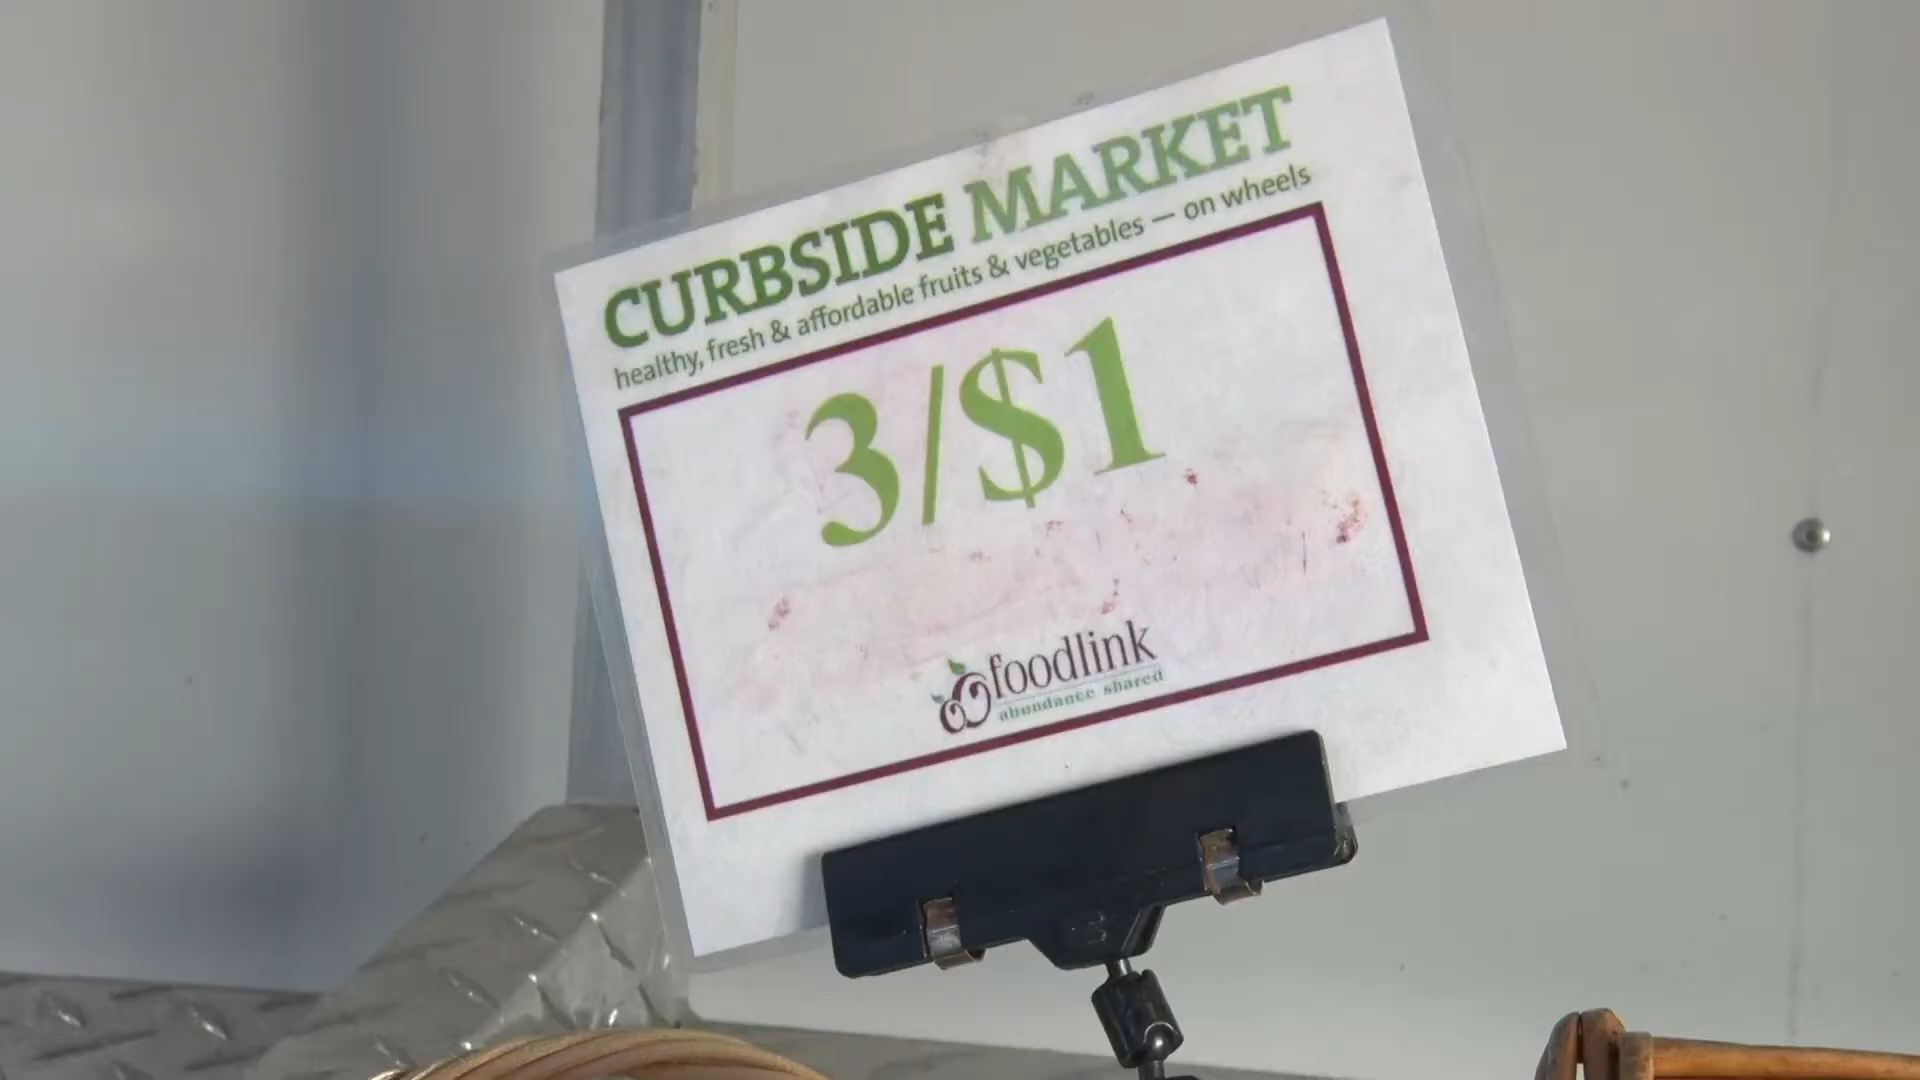 CURBSIDE MARKET
healthy, fresh & affordable fruits & vegetables — on wheels
3/$1
foodlink
abundance shared